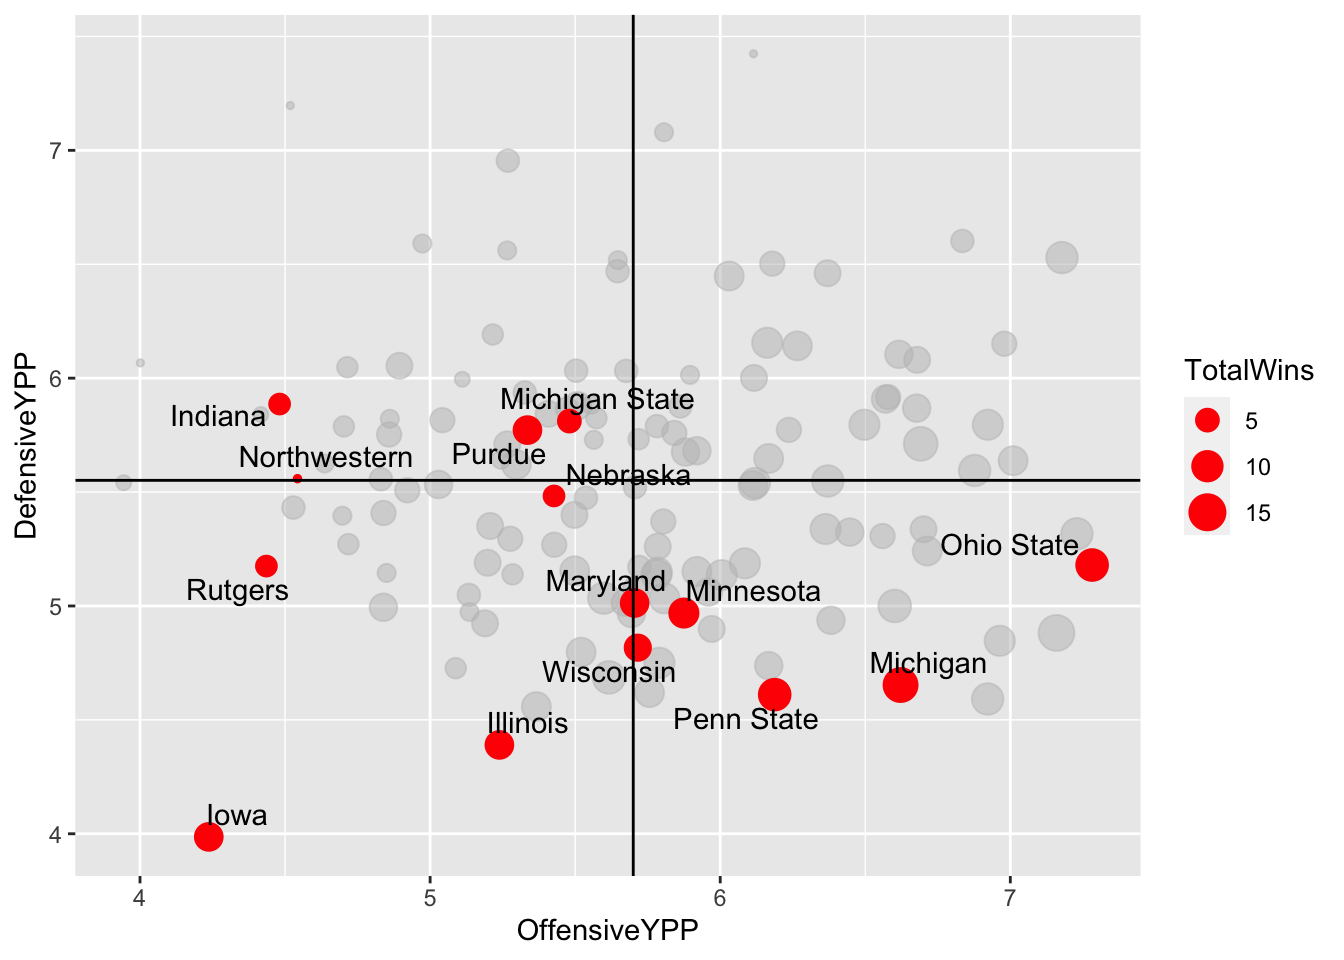 7
6
5
4
DefensiveYPP
Indiana
Michigan State
Northwestern
Purdue
Nebraska
Ohio State
Rutgers
Maryland
Minnesota
Wisconsin
Michigan
Penn State
Illinois
Iowa
4
5
6
7
OffensiveYPP
TotalWins
5
10
15